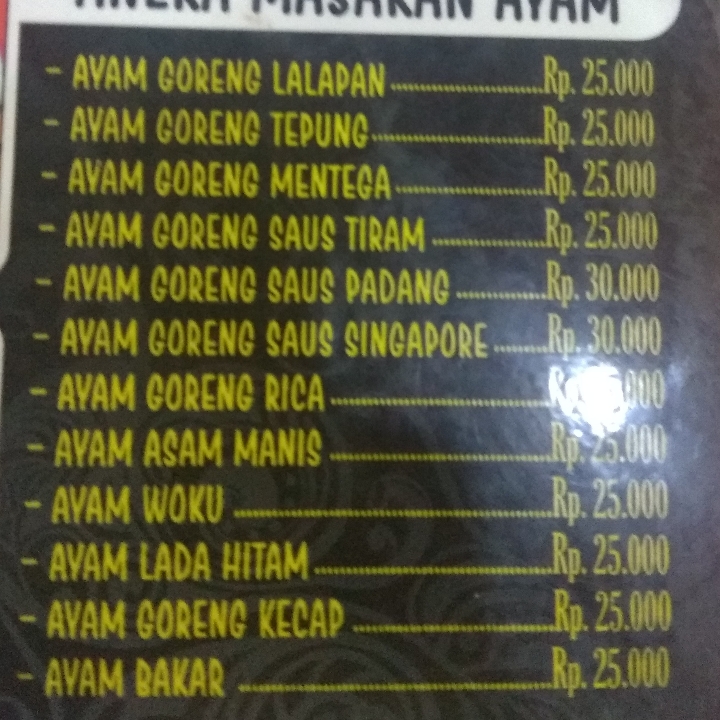 ANEKA MASAKAN AYAM
- AYAM GORENG LALAPAN ........................ Rp. 25.000
- AYAM GORENG TEPUNG ........................ Rp. 25.000
- AYAM GORENG MENTEGA ........................ Rp. 25.000
- AYAM GORENG SAUS TIRAM ................ Rp. 25.000
- AYAM GORENG SAUS PADANG ............ Rp. 30.000
- AYAM GORENG SAUS SINGAPORE ........ Rp. 30.000
- AYAM GORENG RICA ................................
- AYAM ASAM MANIS ................................ Rp. 25.000
- AYAM WOKU ................................ Rp. 25.000
- AYAM LADA HITAM ................................ Rp. 25.000
- AYAM GORENG KECAP ............................ Rp. 25.000
- AYAM BAKAR ................................ Rp. 25.000